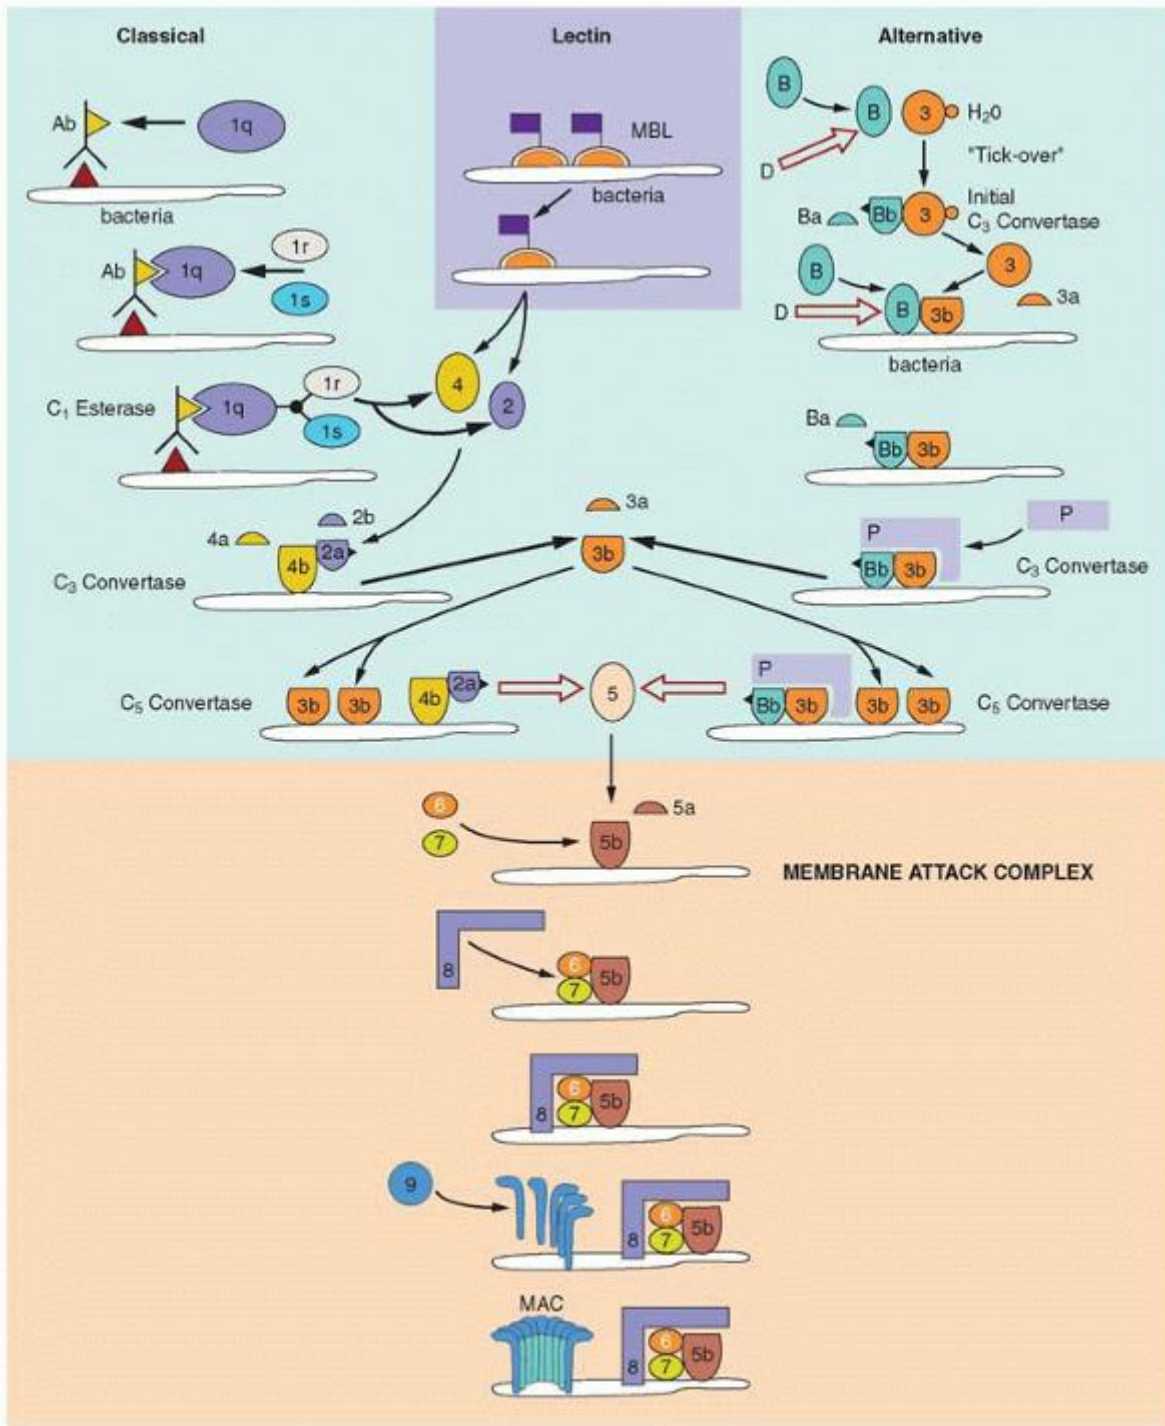 Classical
Lectin
Alternative
Ab
1q
bacteria
Ab
1q
1r
1s
C1 Esterase
1q
1r
1s
MBL
bacteria
4
2
B
B
3
H20
D
"Tick-over"
Ba
Bb
3
Initial
C3 Convertase
B
3
D
B
3b
3a
bacteria
Ba
Bb
3b
4a
2b
4b
2a
C3 Convertase
3a
3b
P
P
Bb
3b
C3 Convertase
C5 Convertase
3b
3b
4b
2a
5
P
Bb
3b
3b
3b
C5 Convertase
6
7
5a
5b
MEMBRANE ATTACK COMPLEX
8
6
7
5b
8
6
7
5b
9
8
6
7
5b
MAC
8
6
7
5b